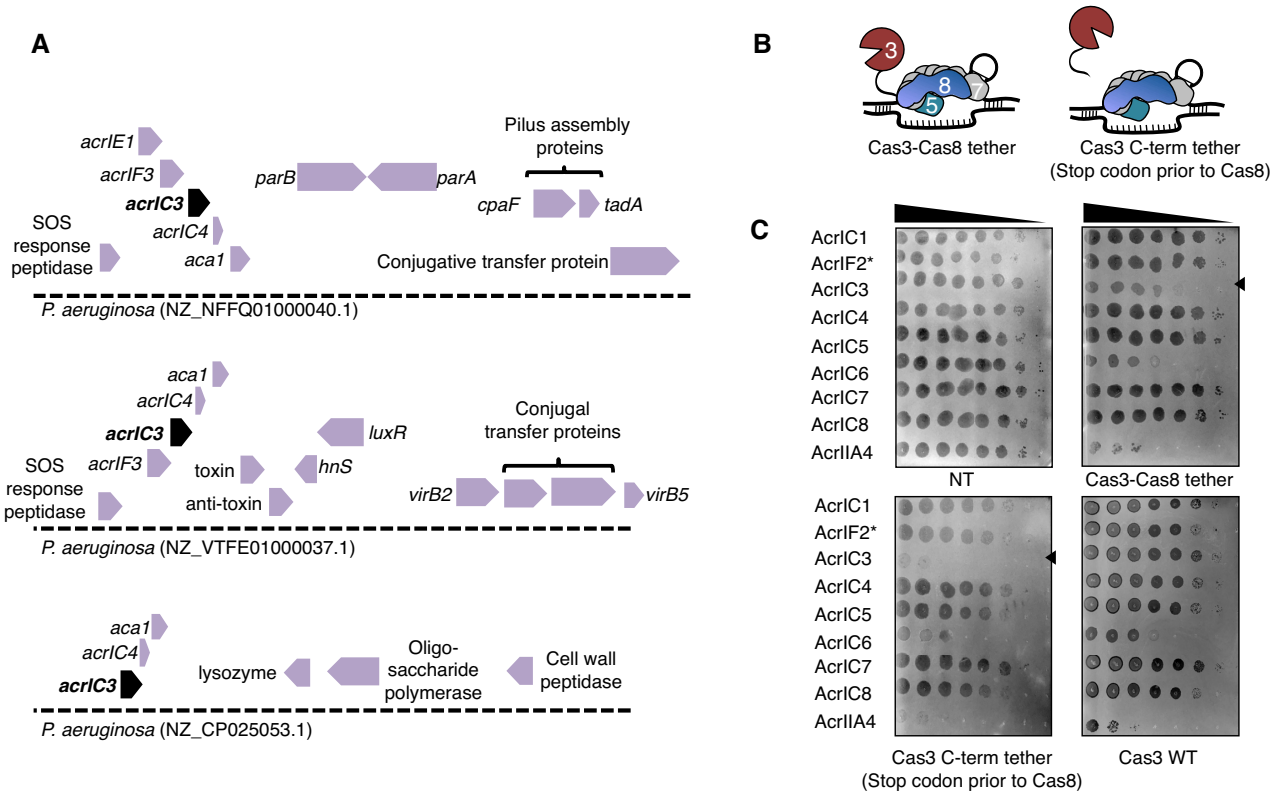 A
acrIE1
acrIF3
acrIC3
acrIC4
aca1
SOS
response
peptidase
parB
parA
Pilus assembly
proteins
cpaF
tadA
Conjugative transfer protein
P. aeruginosa (NZ_NFFQ01000040.1)
aca1
acrIC4
acrIC3
acrIF3
SOS
response
peptidase
toxin
anti-toxin
luxR
hnS
Conjugal
transfer proteins
virB2
virB5
P. aeruginosa (NZ_VTFE01000037.1)
aca1
acrIC4
acrIC3
lysozyme
Oligo-
saccharide
polymerase
Cell wall
peptidase
P. aeruginosa (NZ_CP025053.1)
B
3
8
7
5
Cas3-Cas8 tether
Cas3 C-term tether
(Stop codon prior to Cas8)
C
AcrIC1
AcrIF2*
AcrIC3
AcrIC4
AcrIC5
AcrIC6
AcrIC7
AcrIC8
AcrIIA4
NT
Cas3-Cas8 tether
AcrIC1
AcrIF2*
AcrIC3
AcrIC4
AcrIC5
AcrIC6
AcrIC7
AcrIC8
AcrIIA4
Cas3 C-term tether
(Stop codon prior to Cas8)
Cas3 WT